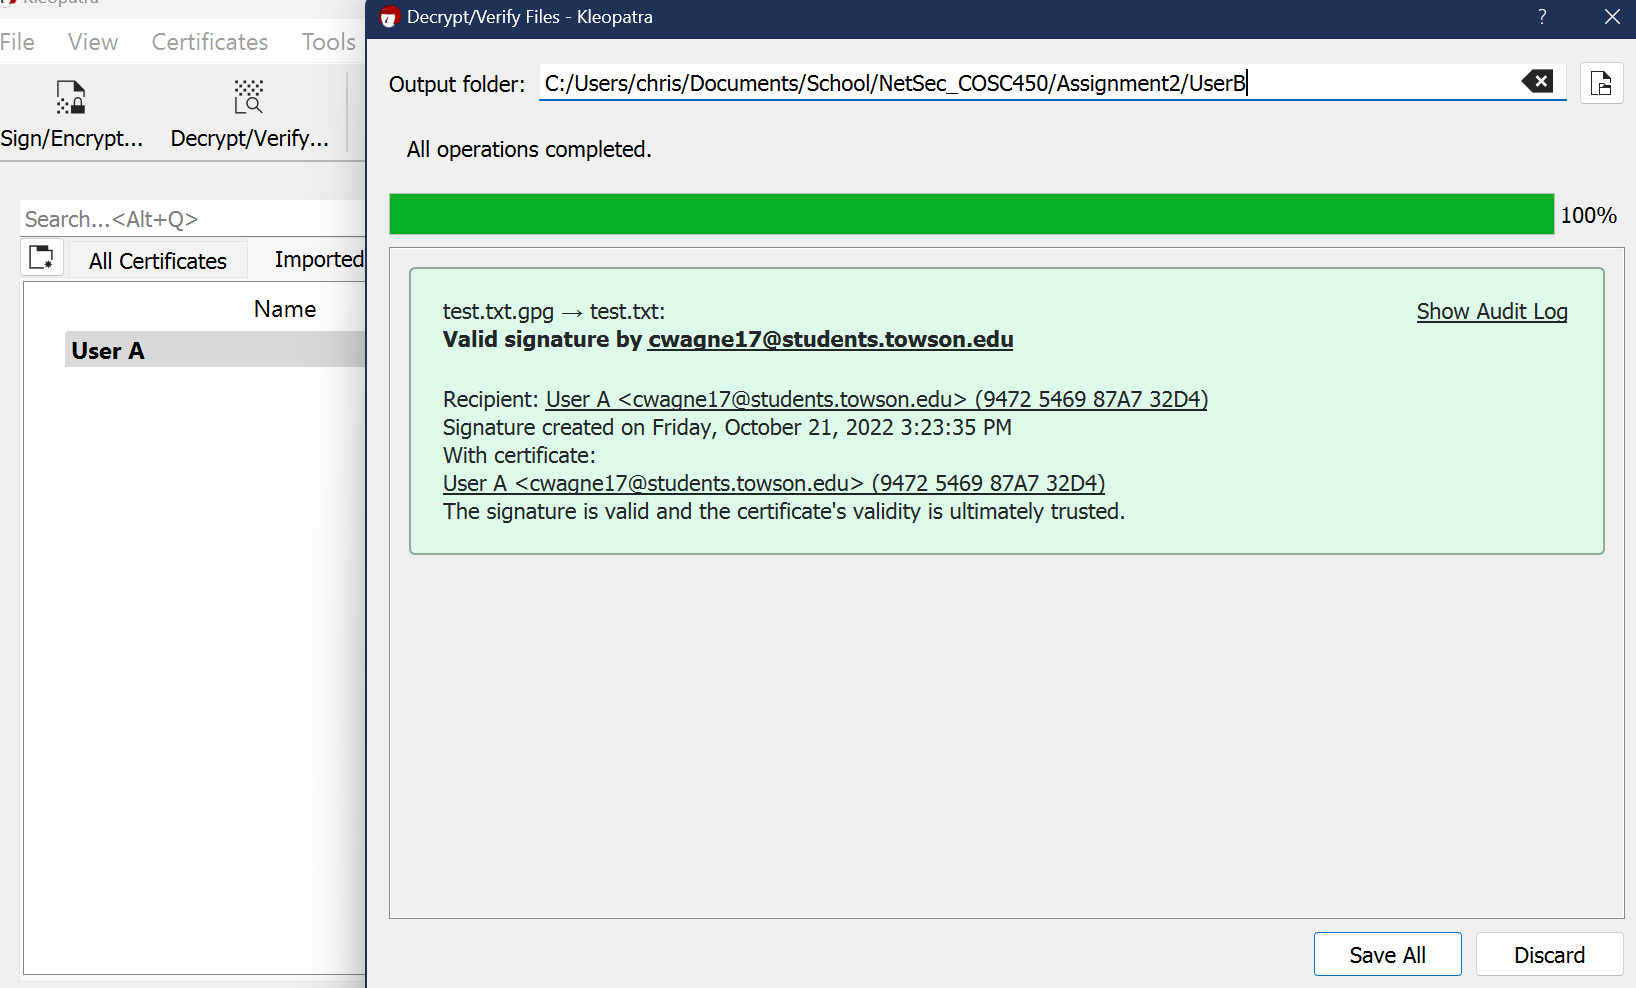 Kleopatra
File View Certificates Tools
Sign/Encrypt... Decrypt/Verify...
Search...<Alt+Q>
All Certificates Imported
Name
User A
Decrypt/Verify Files - Kleopatra ?
Output folder: C:/Users/chris/Documents/School/NetSec_COSC450/Assignment2/UserB
All operations completed.
100%
test.txt.gpg → test.txt: Show Audit Log
Valid signature by cwagne17@students.towson.edu
Recipient: User A <cwagne17@students.towson.edu> (9472 5469 87A7 32D4)
Signature created on Friday, October 21, 2022 3:23:35 PM
With certificate:
User A <cwagne17@students.towson.edu> (9472 5469 87A7 32D4)
The signature is valid and the certificate's validity is ultimately trusted.
Save All Discard